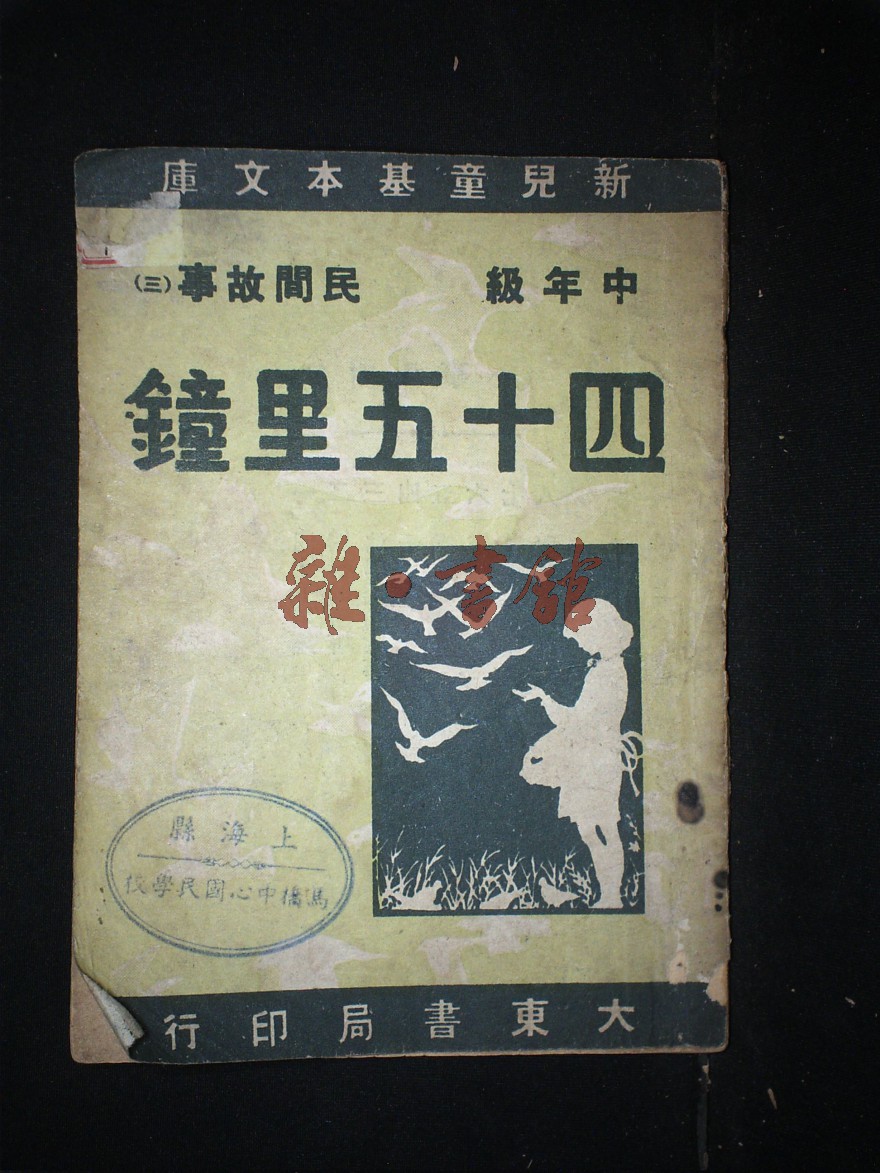 新兒童基本文庫
中年級 民間故事(三)
四十五里鐘
雜·書館
上海縣
馬橋中心國民學校
大東書局印行